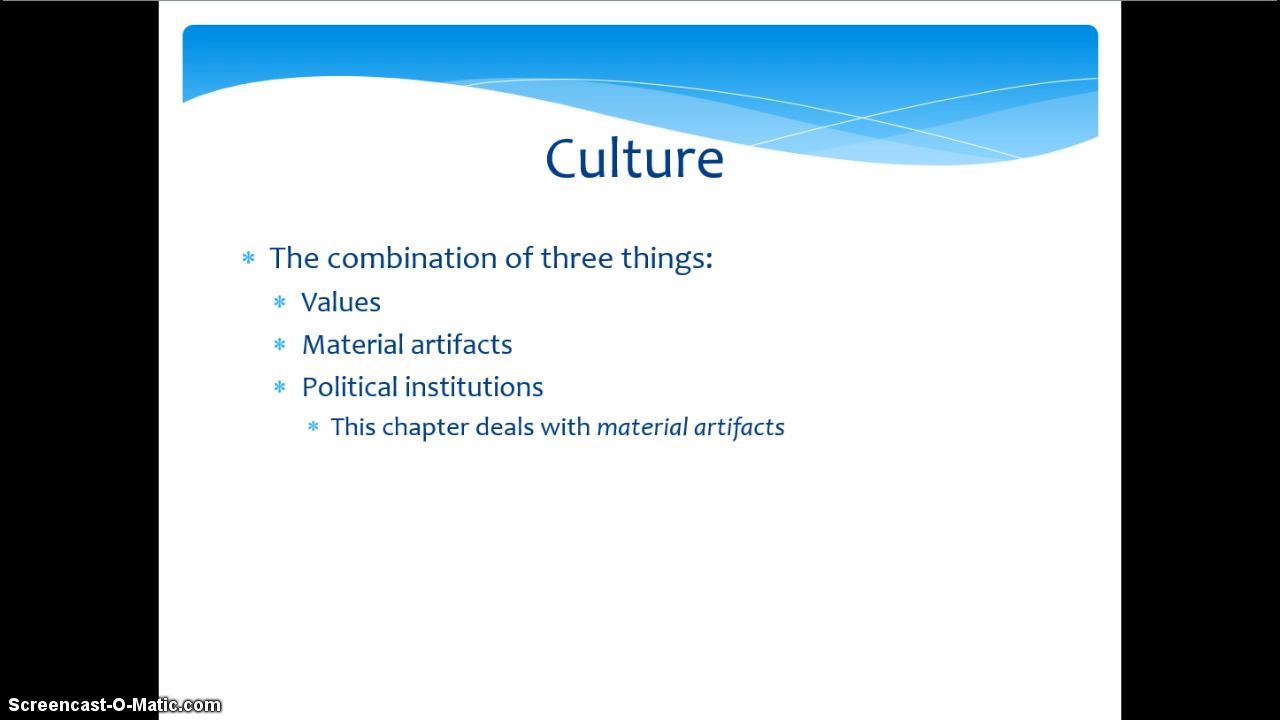 Culture
* The combination of three things:
* Values
* Material artifacts
* Political institutions
* This chapter deals with material artifacts
Screencast-O-Matic.com